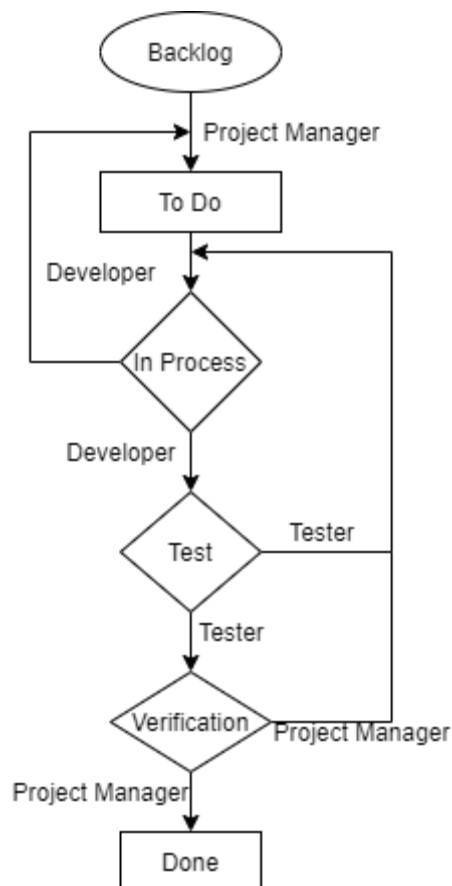 Backlog
Project Manager
To Do
Developer
In Process
Developer
Tester
Test
Tester
Verification
Project Manager
Project Manager
Done